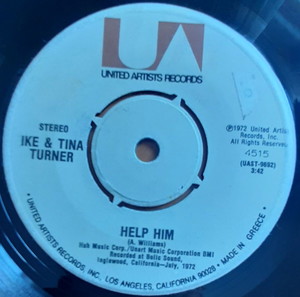 UA
UNITED ARTISTS RECORDS
STEREO
IKE & TINA
TURNER
℗1972 United Artists
Records, Inc.
All Rights Reserved
4515
(UAST-0682)
3:42
HELP HIM
(A. Williams)
Huh Music Corp./Unart Music Corporation BMI
Recorded at Bolic Sound,
Inglewood, California-July, 1972
• UNITED ARTISTS RECORDS, INC. LOS ANGELES, CALIFORNIA 90028 • MADE IN GREECE •